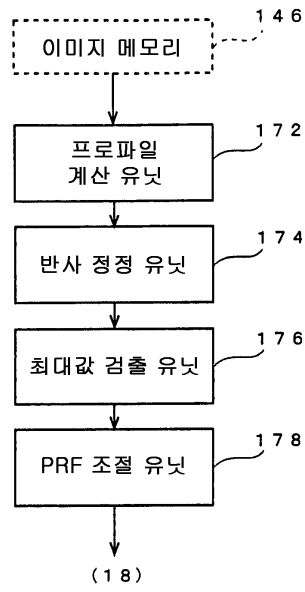 146
이미지 메모리
172
프로파일
계산 유닛
174
반사 정정 유닛
176
최대값 검출 유닛
178
PRF 조절 유닛
(18)